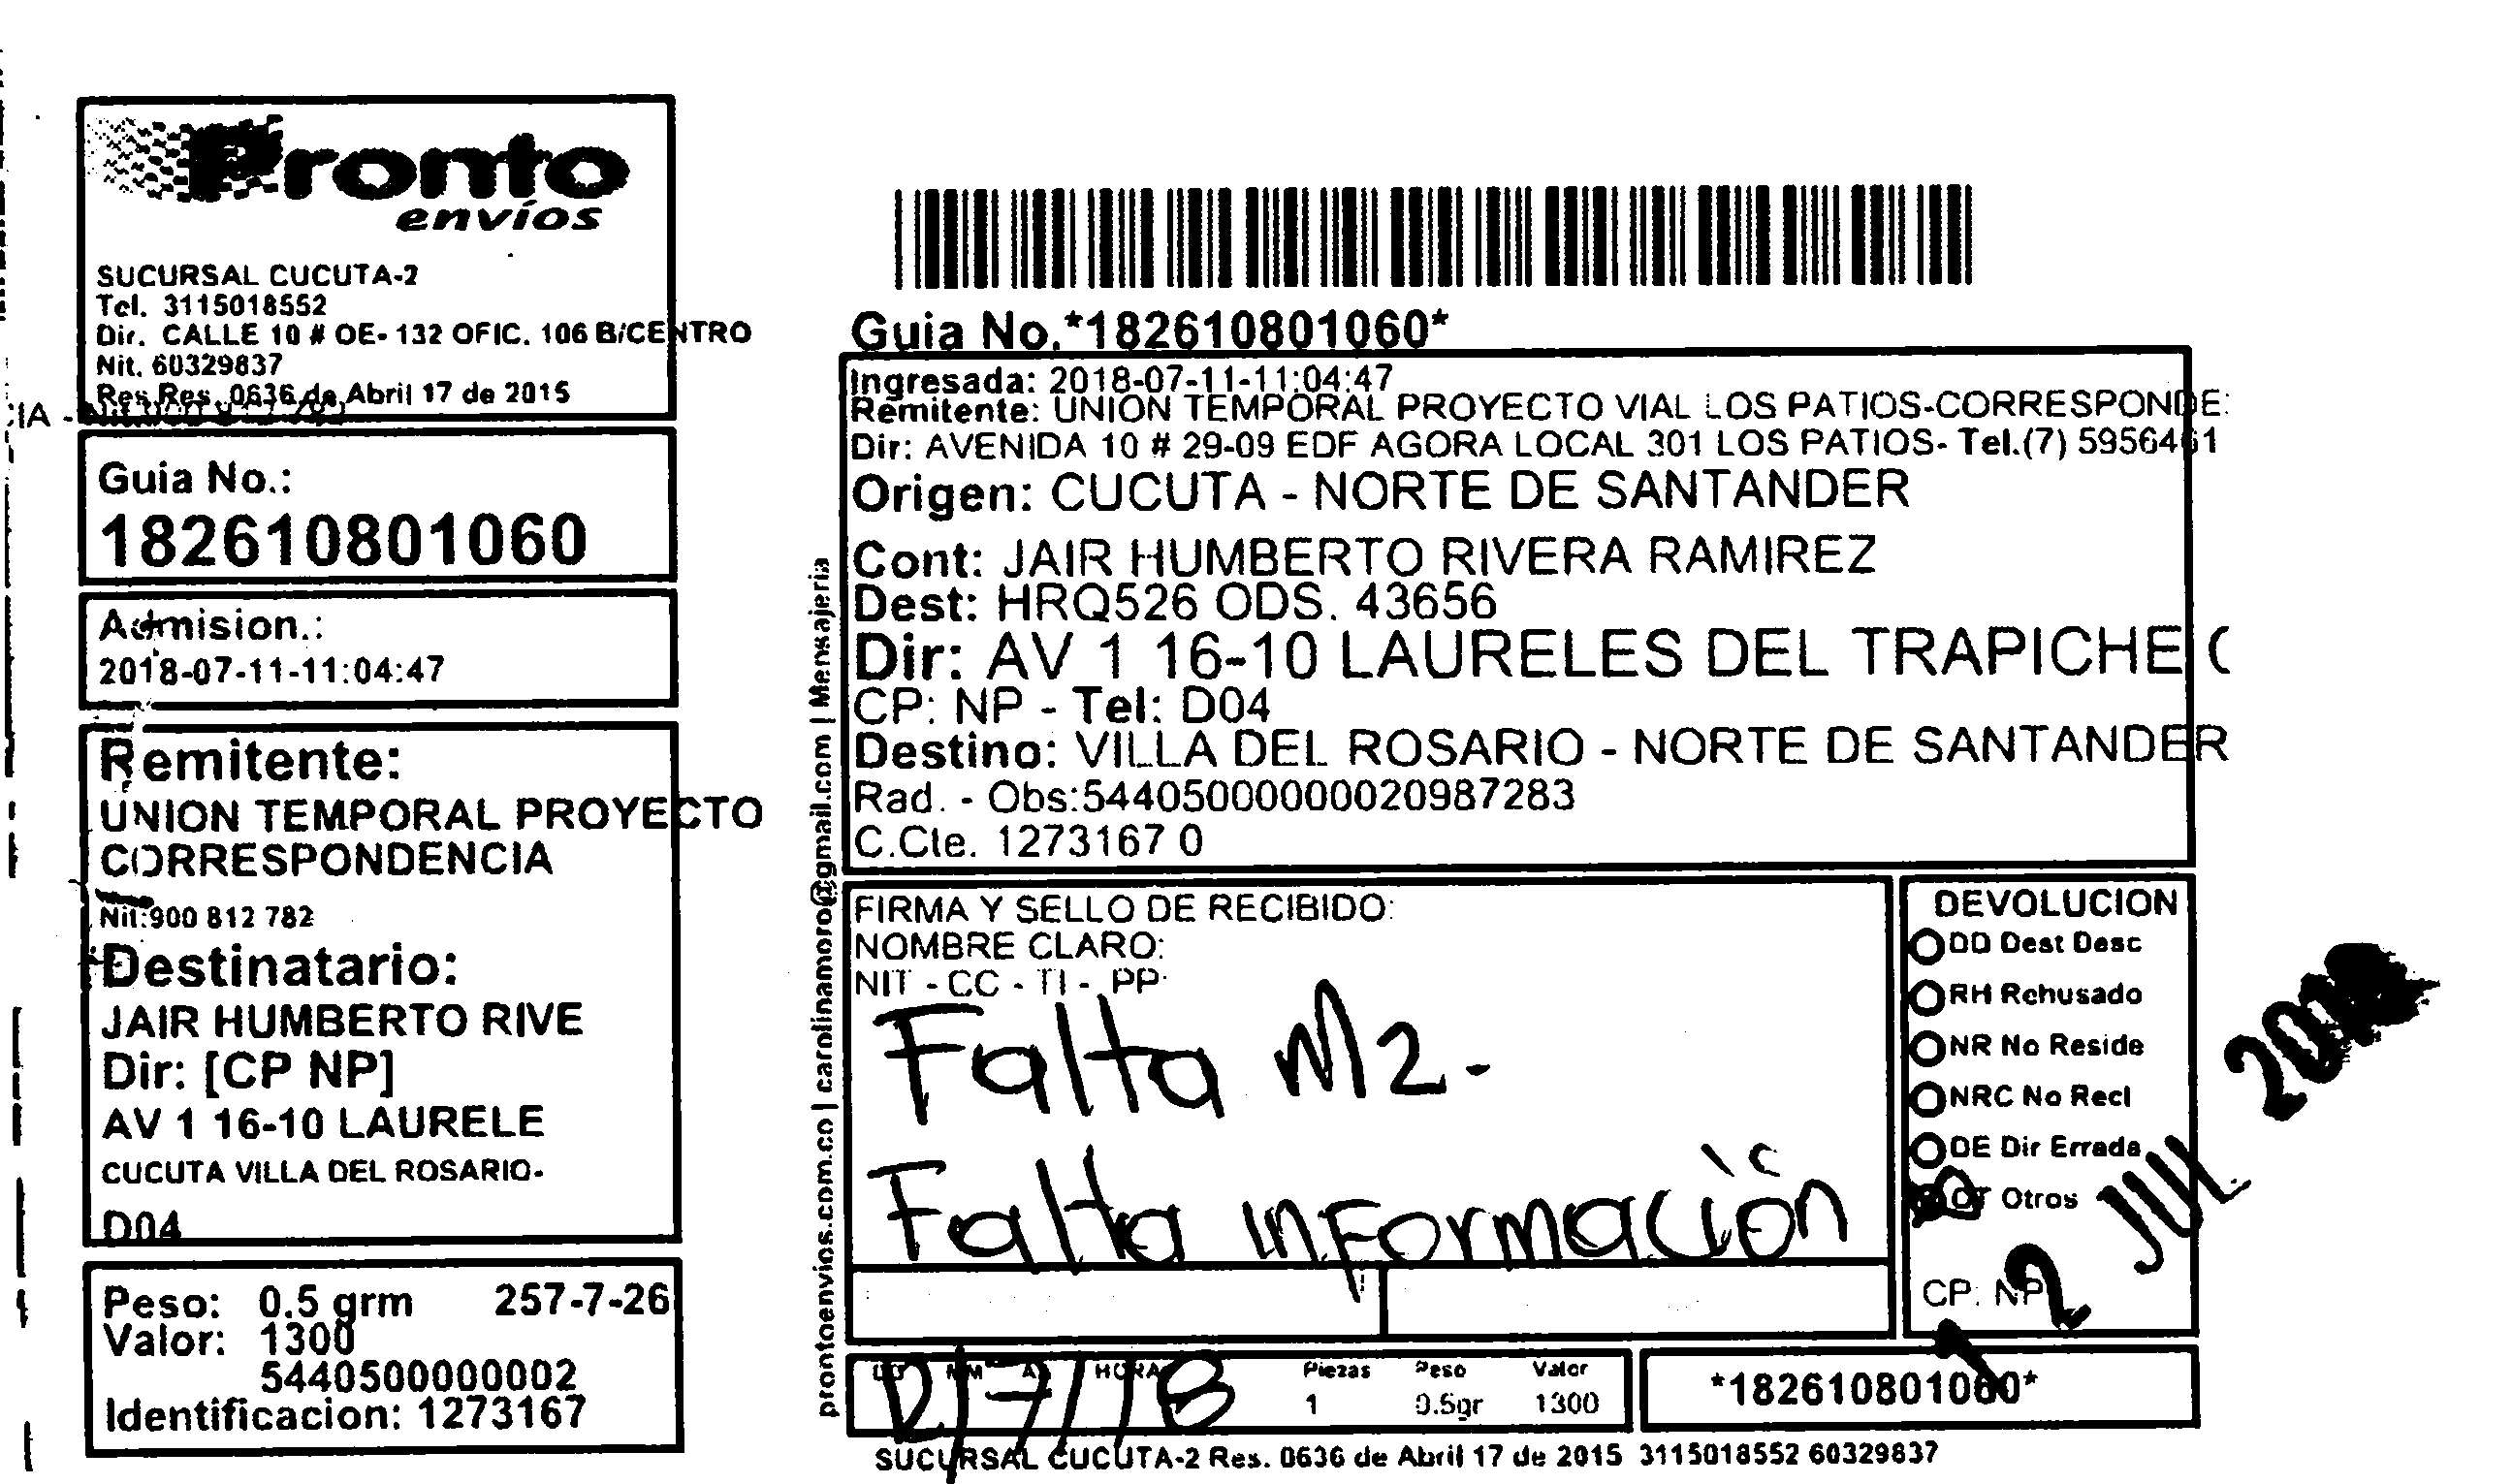 Pronto
envíos
SUCURSAL CUCUTA-2
Tel. 3115018552
Dir. CALLE 10 # OE- 132 OFIC. 106 B/CENTRO
Nit. 60329837
Res Res. 0636 de Abril 17 de 2015
Guia No.:
182610801060
Admision.:
2018-07-11-11:04:47
Remitente:
UNION TEMPORAL PROYECTO
CORRESPONDENCIA
Nit:900 812 782
Destinatario:
JAIR HUMBERTO RIVE
Dir: [CP NP]
AV 1 16-10 LAURELE
CUCUTA VILLA DEL ROSARIO-
D04
Peso: 0.5 grm 257-7-26
Valor: 1300
5440500000002
Identificacion: 1273167
prontoenvios.com.co | carolinamoro@gmail.com | Mensajeria
Guia No.*182610801060*
Ingresada: 2018-07-11-11:04:47
Remitente: UNION TEMPORAL PROYECTO VIAL LOS PATIOS-CORRESPONDE
Dir: AVENIDA 10 # 29-09 EDF AGORA LOCAL 301 LOS PATIOS- Tel.(7) 5956461
Origen: CUCUTA - NORTE DE SANTANDER
Cont: JAIR HUMBERTO RIVERA RAMIREZ
Dest: HRQ526 ODS. 43656
Dir: AV 1 16-10 LAURELES DEL TRAPICHE (
CP: NP - Tel: D04
Destino: VILLA DEL ROSARIO - NORTE DE SANTANDER
Rad. - Obs:544050000000020987283
C.Cte. 1273167 0
FIRMA Y SELLO DE RECIBIDO:
NOMBRE CLARO:
NIT - CC - TI - PP
Falta M2-
Falta información
DEVOLUCION
DD Dest Desc
RH Rehusado
NR No Reside
NRC No Recl
DE Dir Errada
OT Otros
CP: NP
2 JUL
HORA Piezas Peso Valor
1 0.5gr 1300
*182610801060*
SUCURSAL CUCUTA-2 Res. 0636 de Abril 17 de 2015 3115018552 60329837